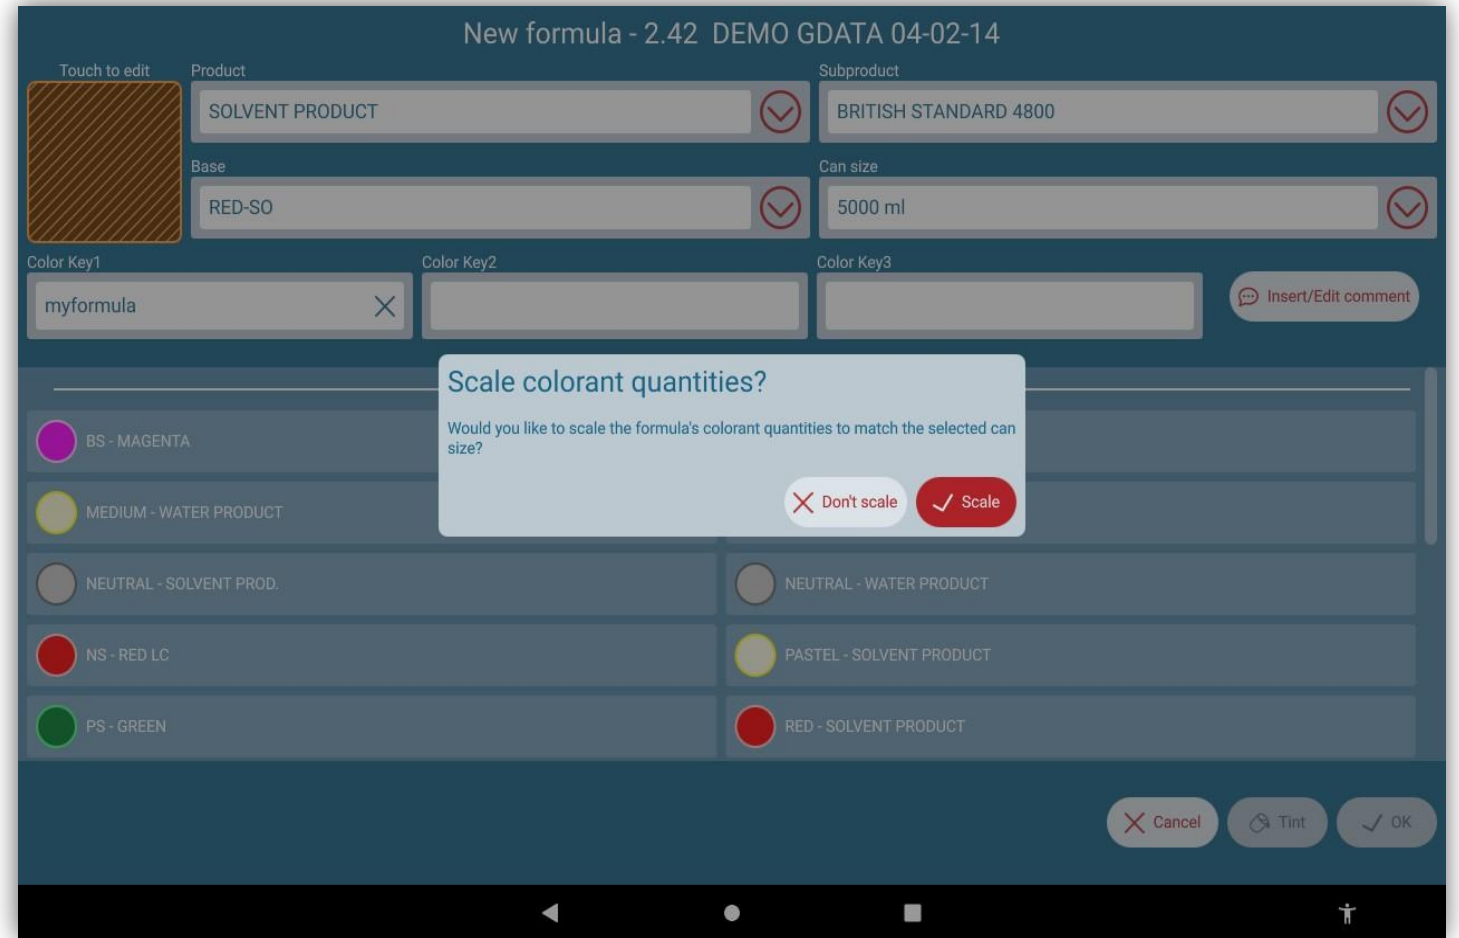 New formula - 2.42 DEMO GDATA 04-02-14
Touch to edit
Product
Subproduct
SOLVENT PRODUCT
BRITISH STANDARD 4800
Base
Can size
RED-SO
5000 ml
Color Key1
Color Key2
Color Key3
myformula
Insert/Edit comment
Scale colorant quantities?
Would you like to scale the formula's colorant quantities to match the selected can
size?
Don't scale
Scale
BS - MAGENTA
MEDIUM - WATER PRODUCT
NEUTRAL - SOLVENT PROD.
NEUTRAL - WATER PRODUCT
NS - RED LC
PASTEL - SOLVENT PRODUCT
PS - GREEN
RED - SOLVENT PRODUCT
Cancel
Tint
OK